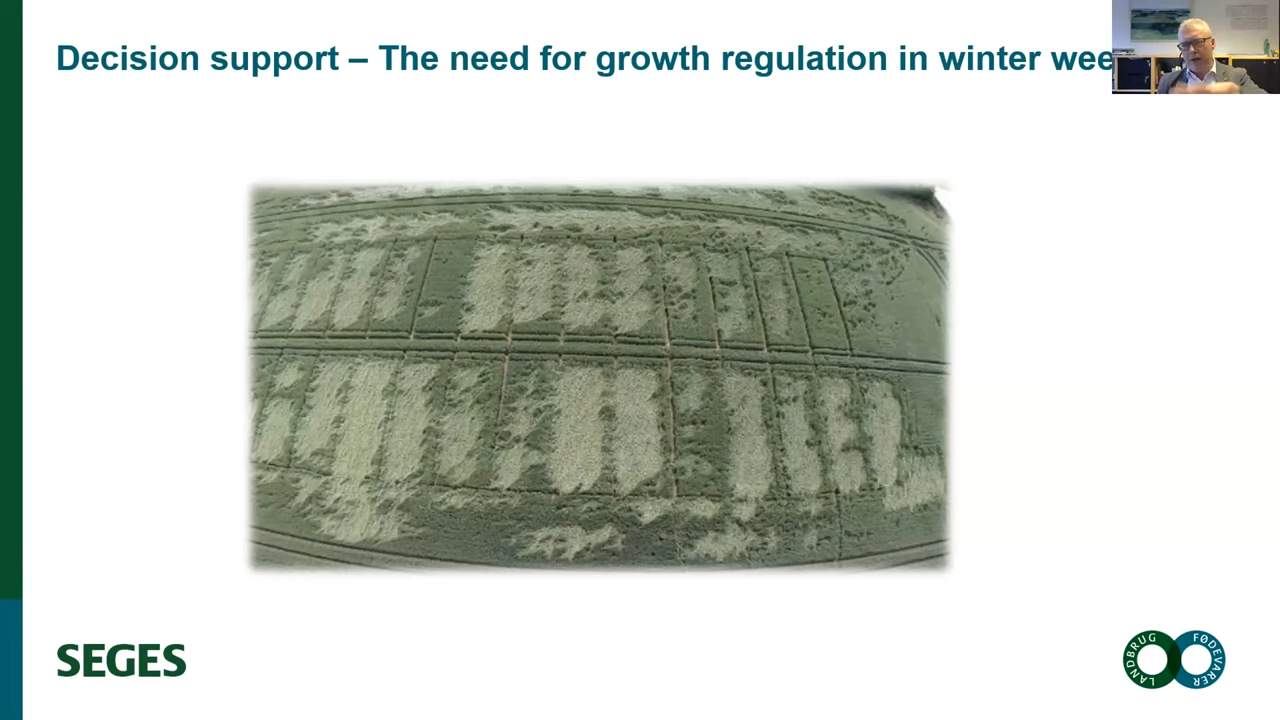 Decision support – The need for growth regulation in winter wee
SEGES
LANDBRUG FØDEVARER